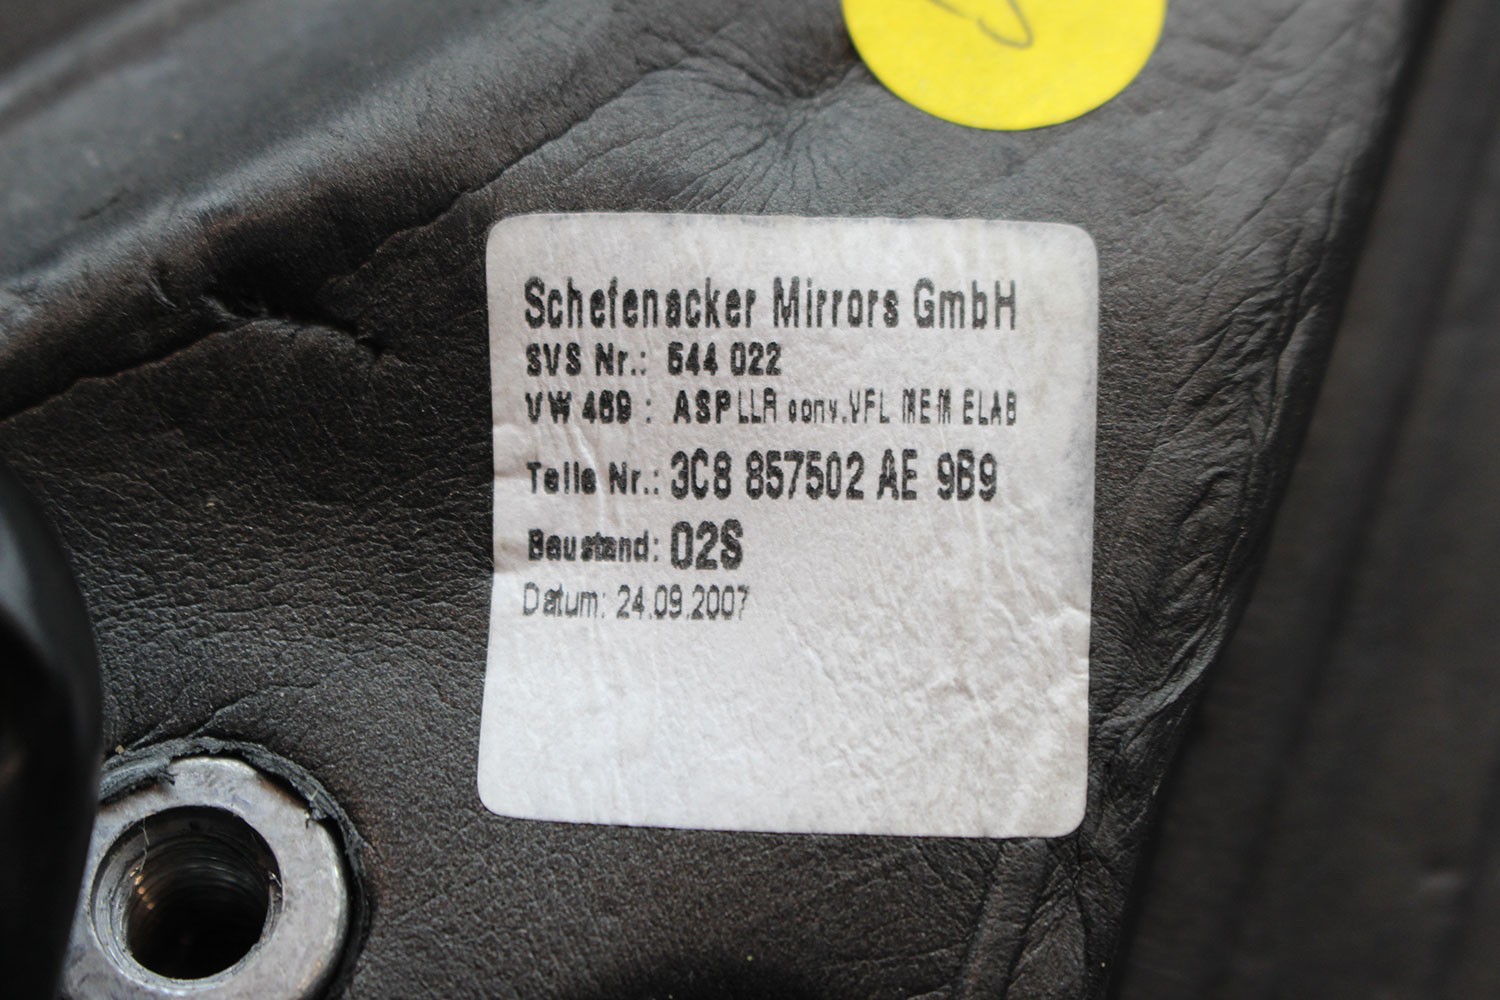 Schefenacker Mirrors GmbH
SVS Nr.: 544 022
VW 469 : ASP LLR conv.VFL MEM ELAB
Teile Nr.: 3C8 857502 AE 9B9
Baustand: 02S
Datum: 24.09.2007